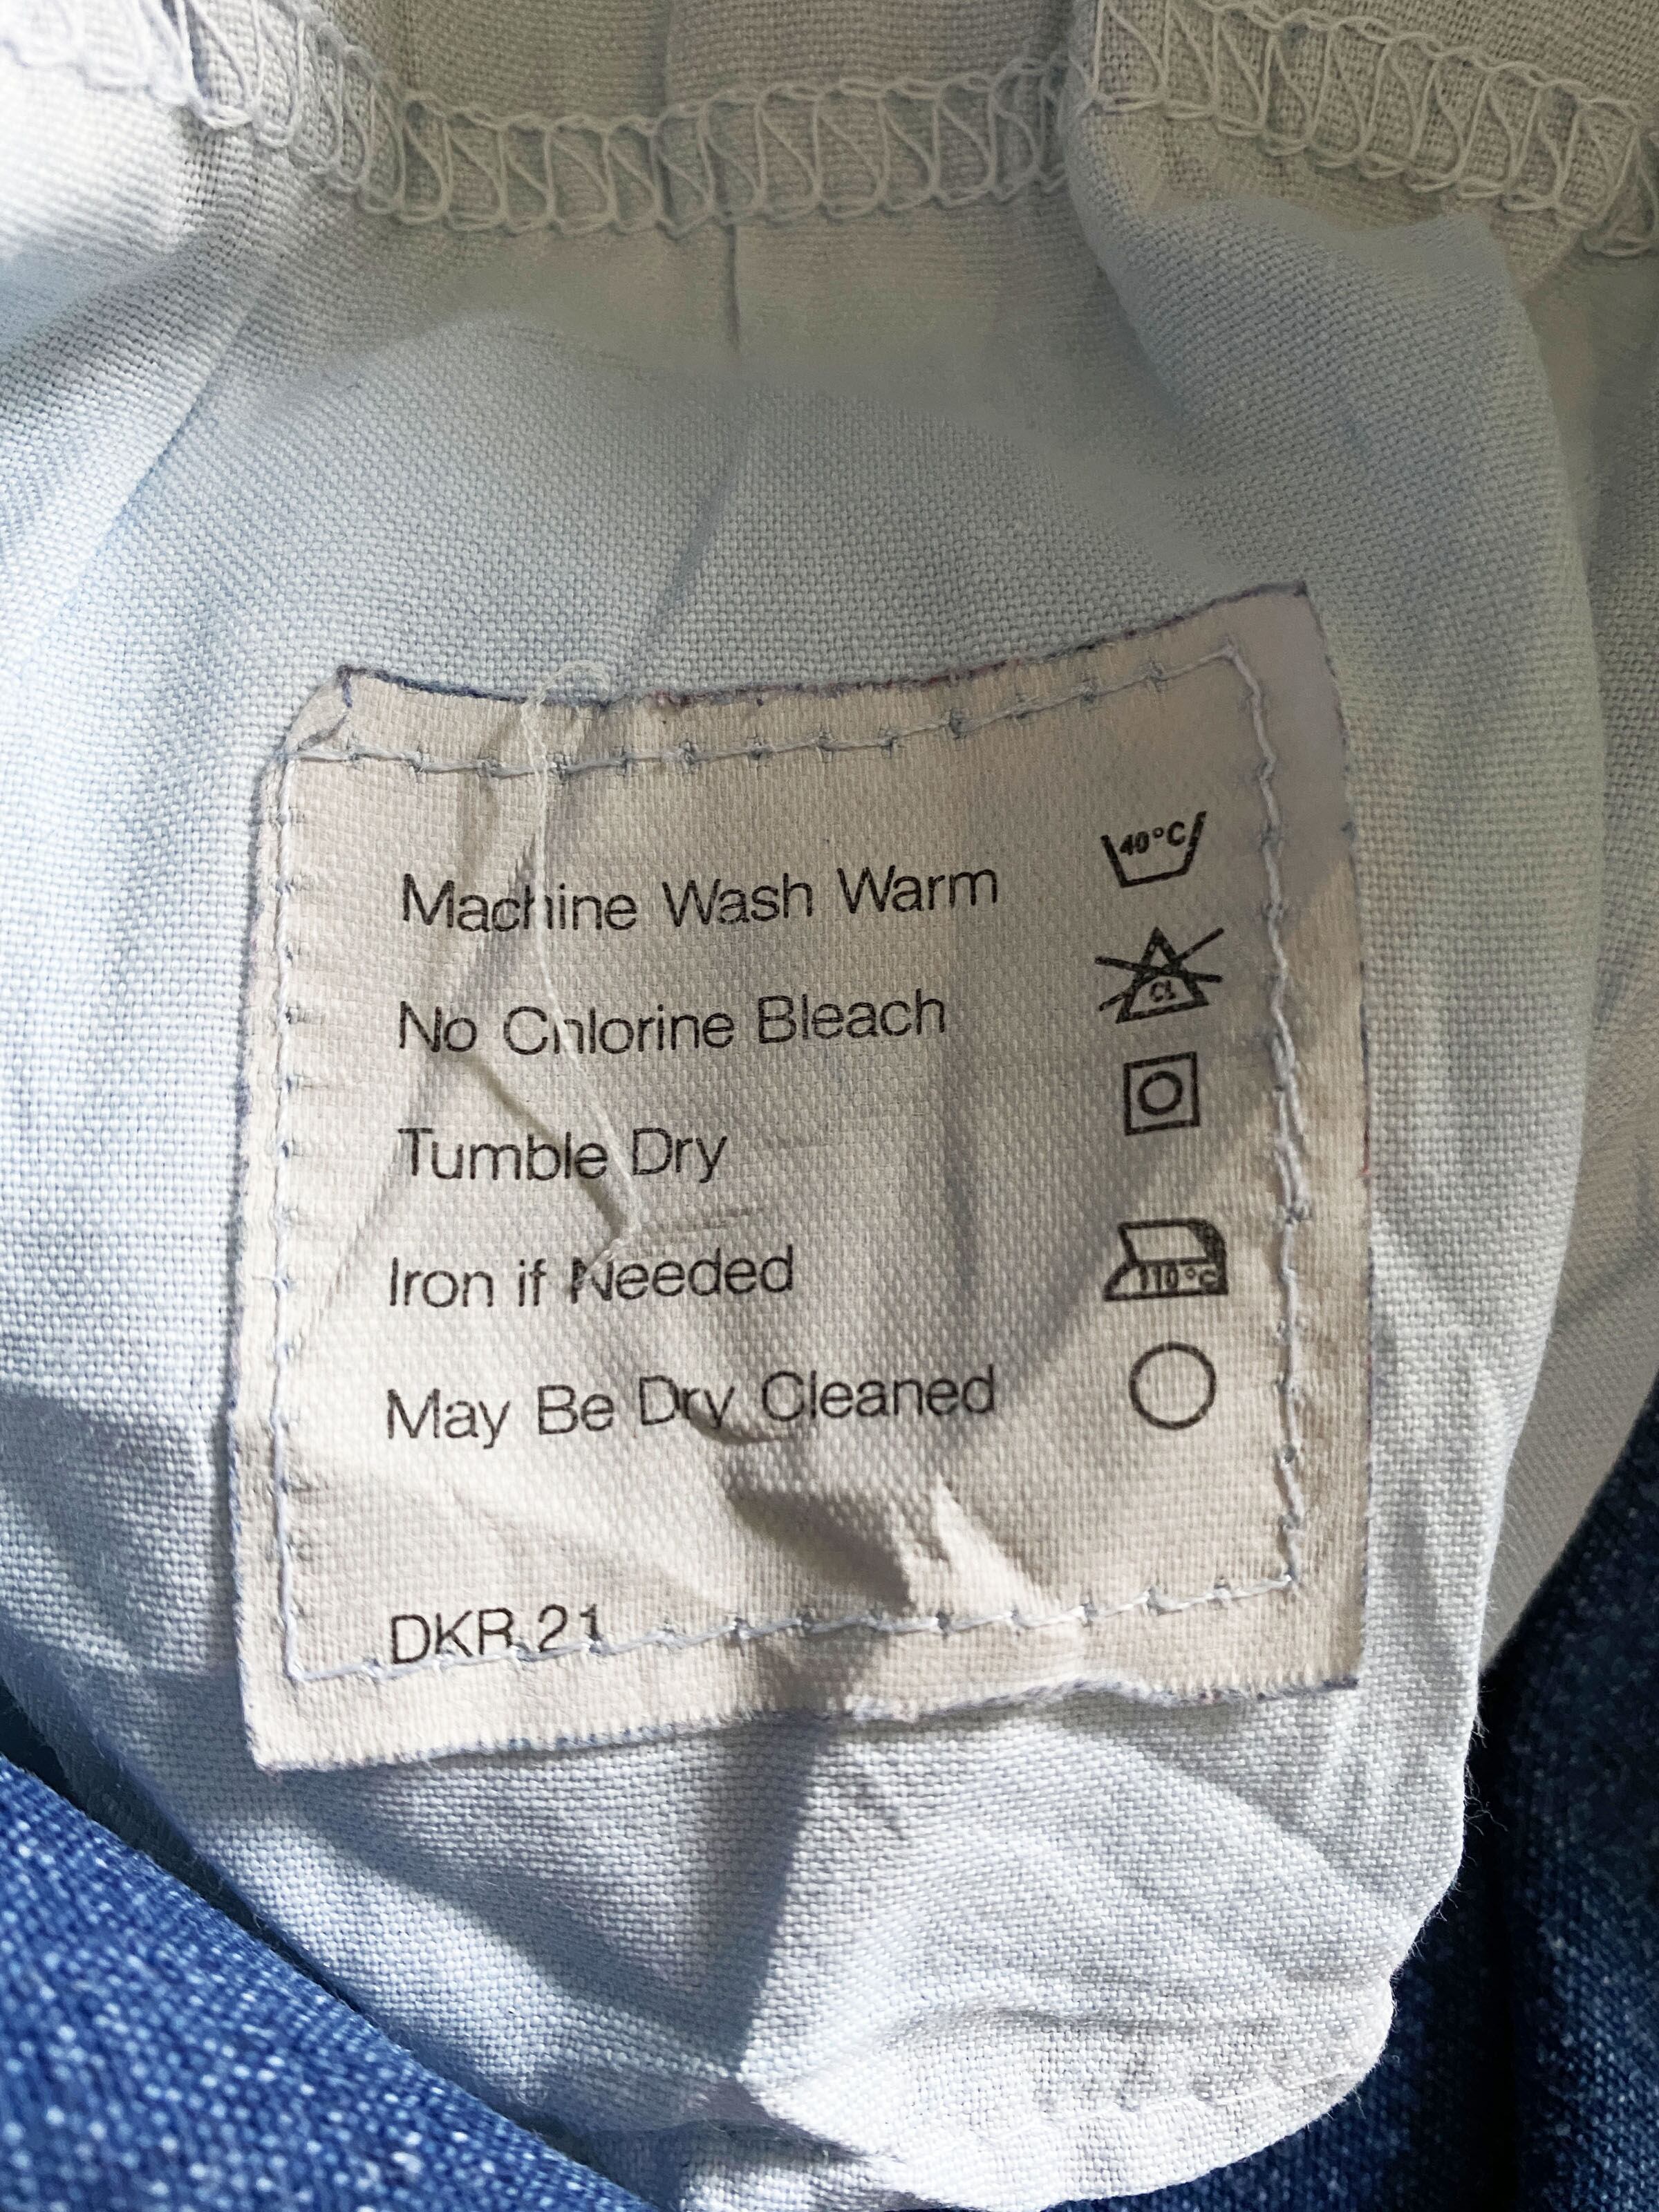 Machine Wash Warm 40°C
No Chlorine Bleach CL
Tumble Dry
Iron if Needed 110°C
May Be Dry Cleaned
DKR 21